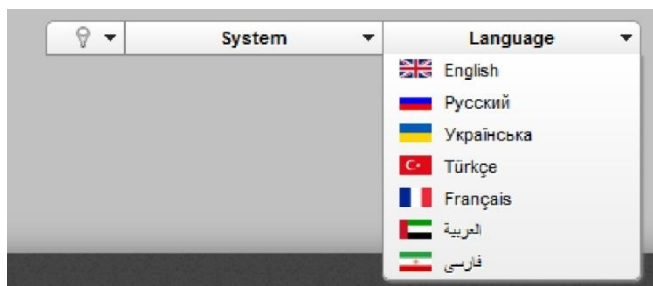 System Language
English
Русский
Українська
Türkçe
Français
العربية
فارسی